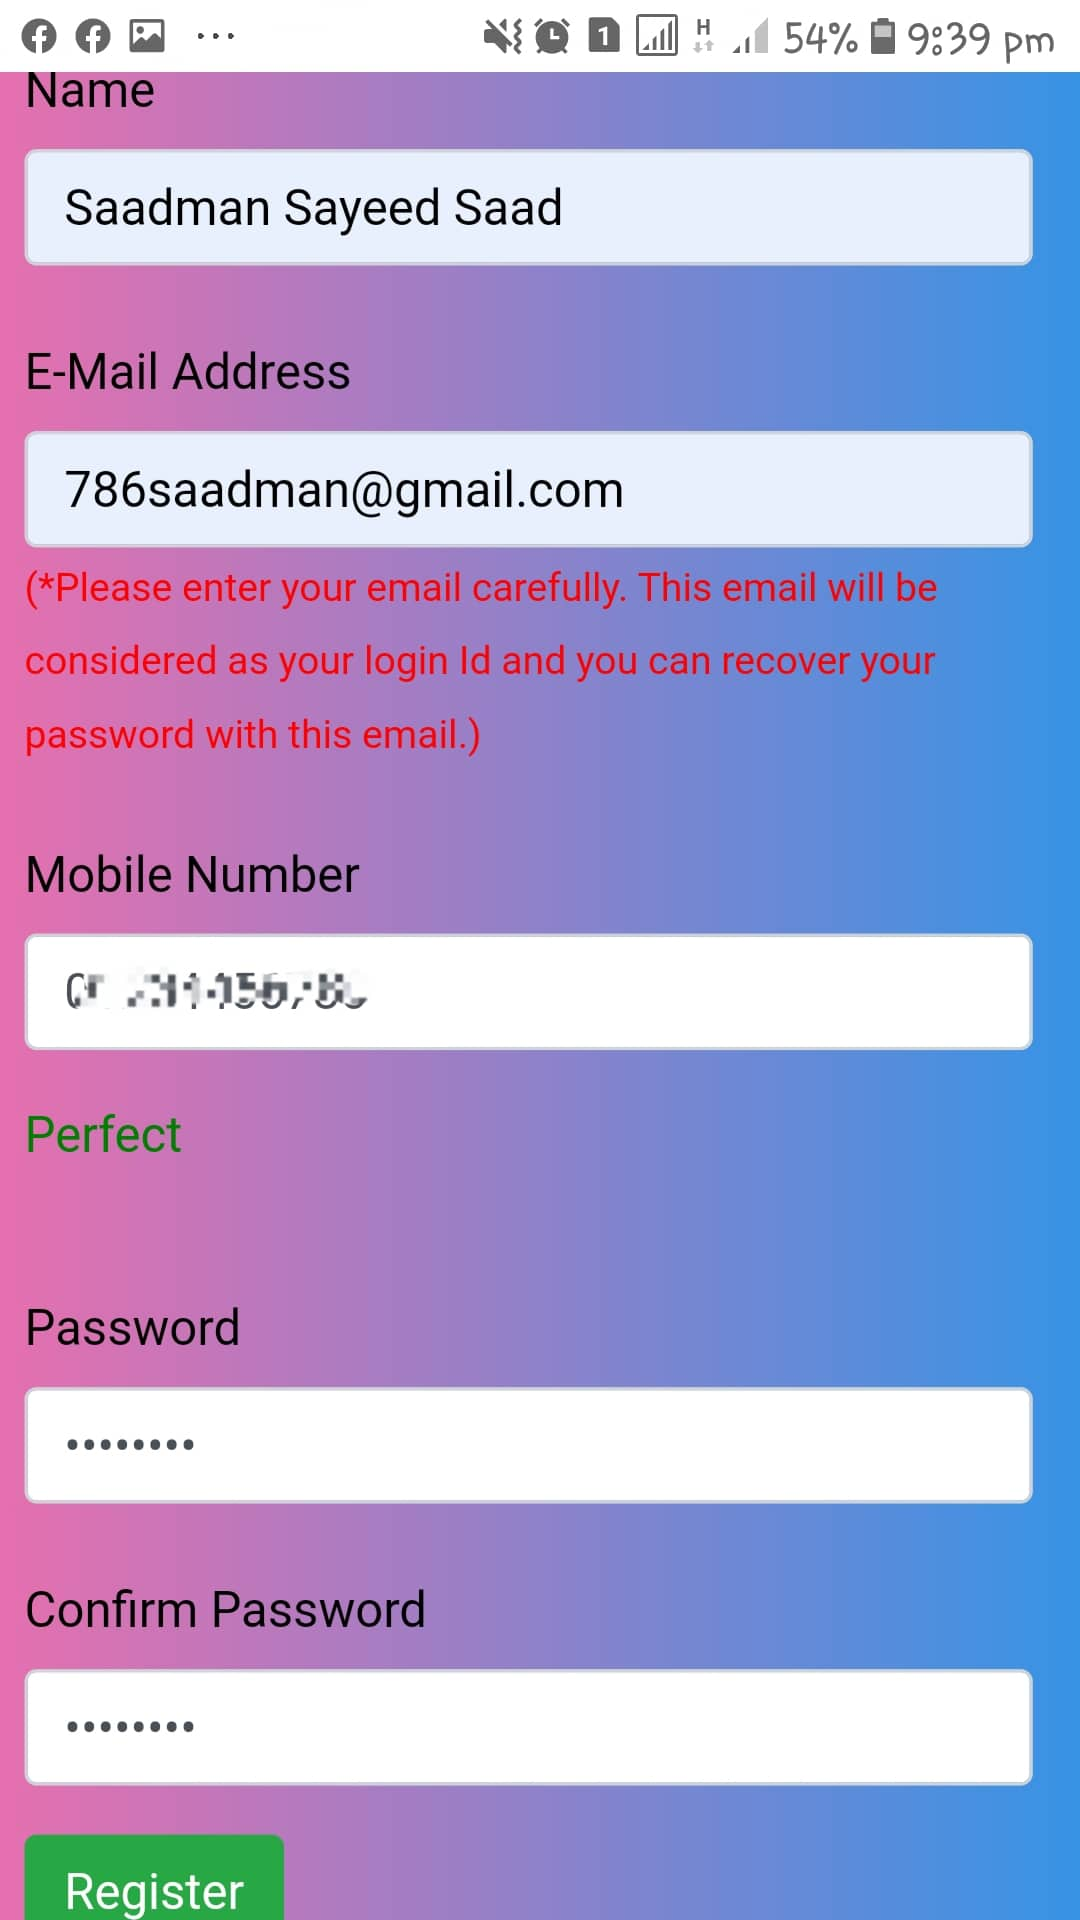 54% 9:39 pm
Name
Saadman Sayeed Saad
E-Mail Address
786saadman@gmail.com
(*Please enter your email carefully. This email will be
considered as your login Id and you can recover your
password with this email.)
Mobile Number
Perfect
Password
••••••••
Confirm Password
••••••••
Register